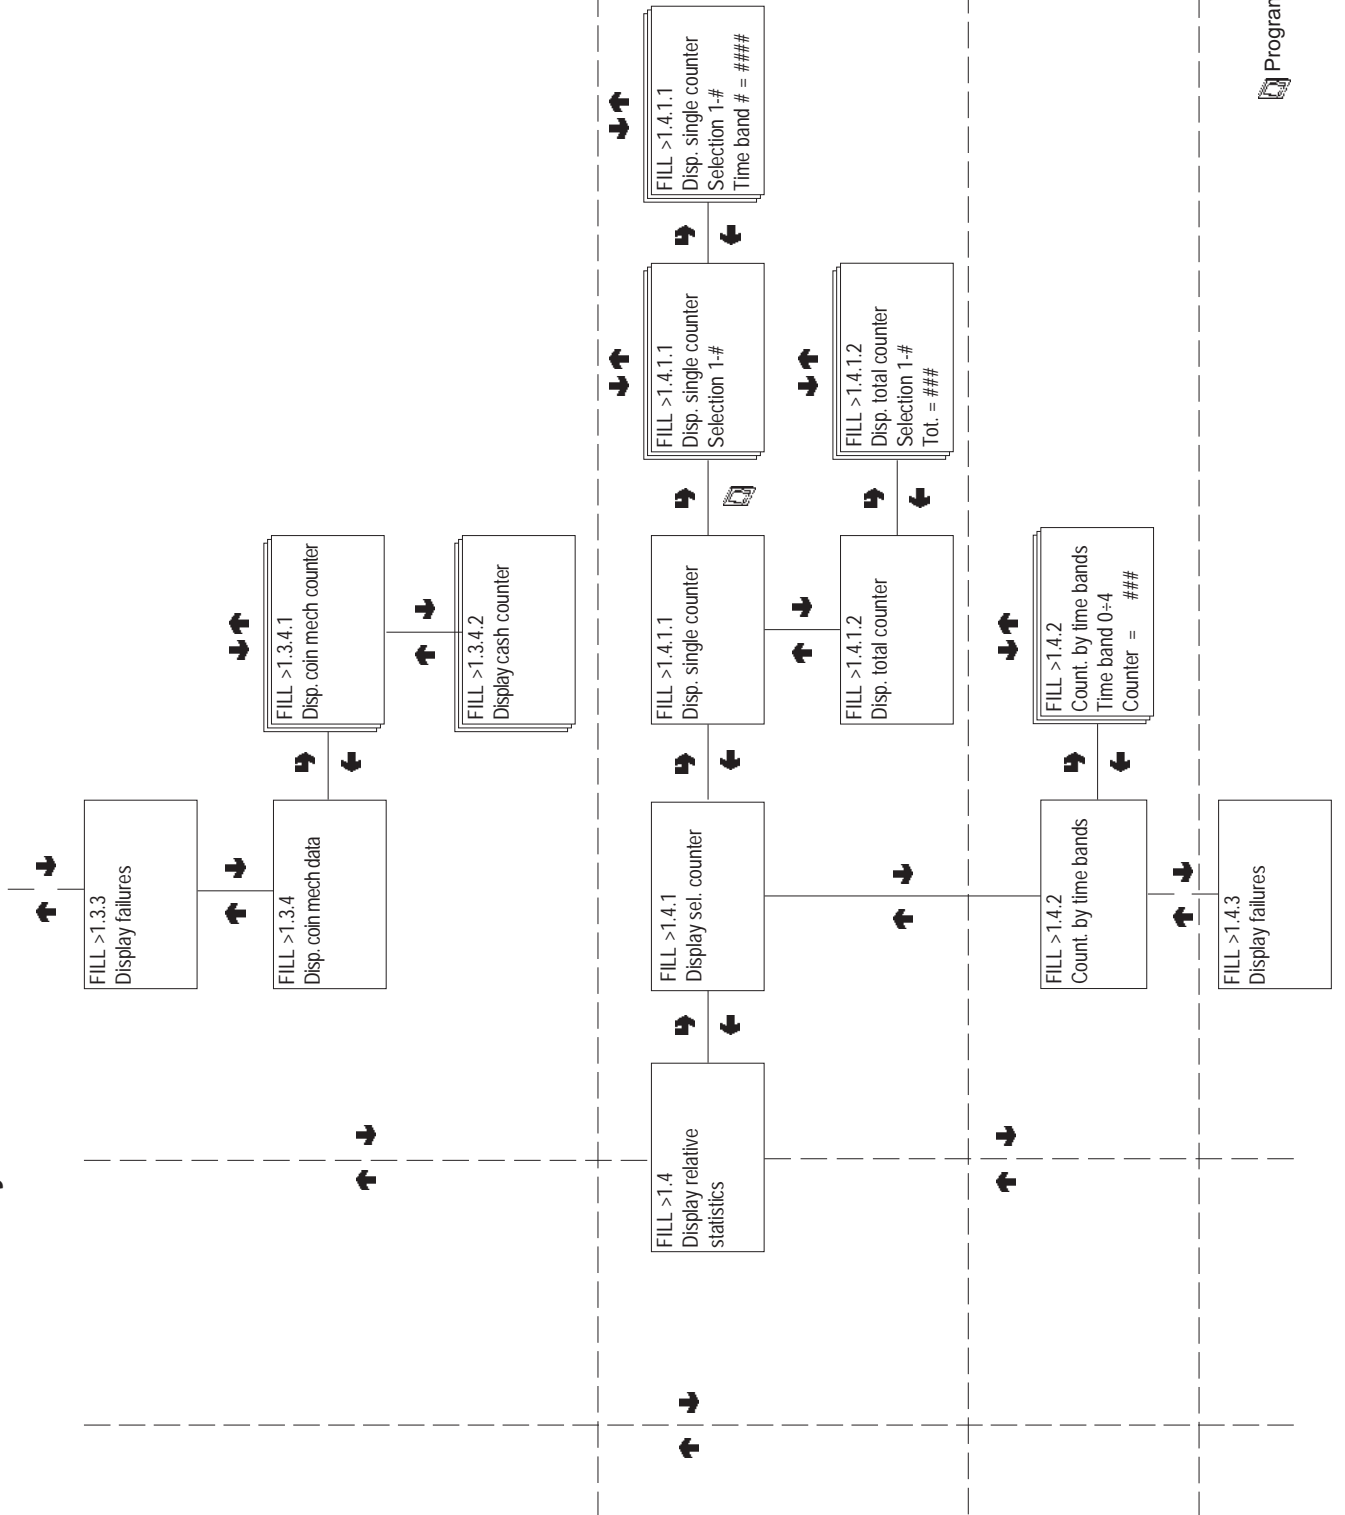 FILL >1.3.3
Display failures
FILL >1.3.4
Disp. coin mech data
FILL >1.3.4.1
Disp. coin mech counter
FILL >1.3.4.2
Display cash counter
FILL >1.4
Display relative
statistics
FILL >1.4.1
Display sel. counter
FILL >1.4.1.1
Disp. single counter
FILL >1.4.1.1
Disp. single counter
Selection 1-#
FILL >1.4.1.1
Disp. single counter
Selection 1-#
Time band # = ####
FILL >1.4.1.2
Disp. total counter
FILL >1.4.1.2
Disp. total counter
Selection 1-#
Tot. = ###
FILL >1.4.2
Count. by time bands
FILL >1.4.2
Count. by time bands
Time band 0÷4
Counter = ###
FILL >1.4.3
Display failures